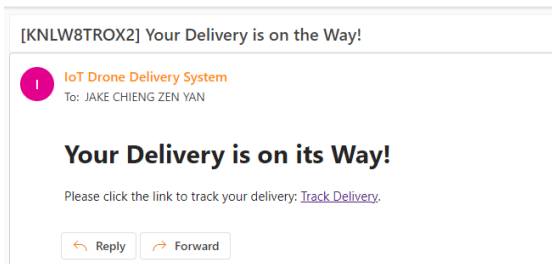 [KNLW8TROX2] Your Delivery is on the Way!
I
IoT Drone Delivery System
To: JAKE CHIENG ZEN YAN
Your Delivery is on its Way!
Please click the link to track your delivery: Track Delivery.
Reply Forward